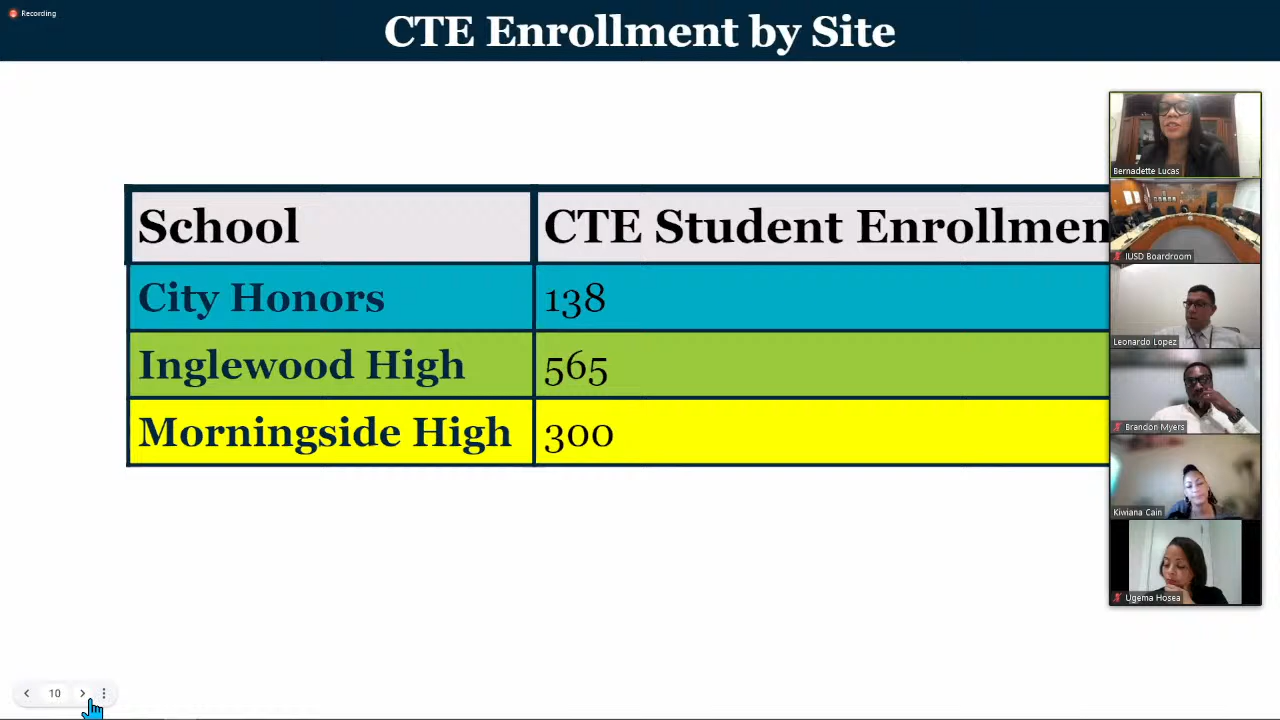 Recording
CTE Enrollment by Site
School
CTE Student Enrollmen
City Honors
138
Inglewood High
565
Morningside High
300
Bernadette Lucas
IUSD Boardroom
Leonardo Lopez
Brandon Myers
Kiwiana Cain
Ugema Hosea
10